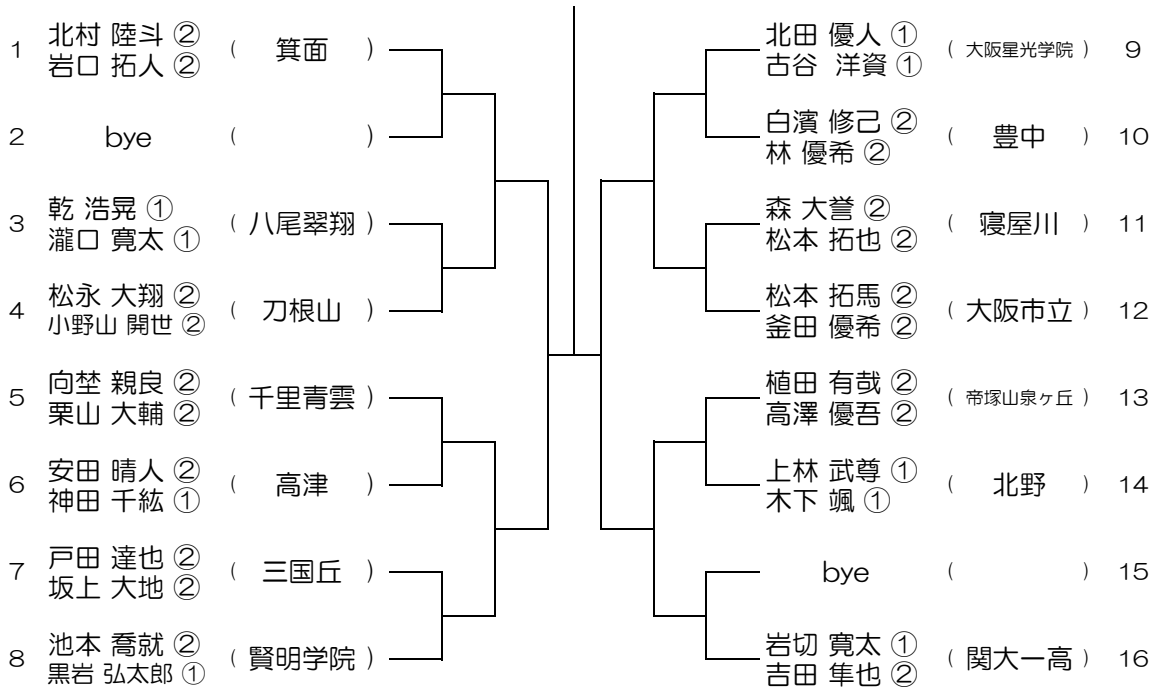 1 北村 陸斗 ② ( 箕面 )
岩口 拓人 ②
2 bye ( )
3 乾 浩晃 ① ( 八尾翠翔 )
瀧口 寛太 ①
4 松永 大翔 ② ( 刀根山 )
小野山 開世 ②
5 向埜 親良 ② ( 千里青雲 )
栗山 大輔 ②
6 安田 晴人 ② ( 高津 )
神田 千紘 ①
7 戸田 達也 ② ( 三国丘 )
坂上 大地 ②
8 池本 喬就 ② ( 賢明学院 )
黒岩 弘太郎 ①
北田 優人 ① ( 大阪星光学院 ) 9
古谷 洋資 ①
白濱 修己 ② ( 豊中 ) 10
林 優希 ②
森 大誉 ② ( 寝屋川 ) 11
松本 拓也 ②
松本 拓馬 ② ( 大阪市立 ) 12
釜田 優希 ②
植田 有哉 ② ( 帝塚山泉ヶ丘 ) 13
高澤 優吾 ②
上林 武尊 ① ( 北野 ) 14
木下 颯 ①
bye ( ) 15
岩切 寛太 ① ( 関大一高 ) 16
吉田 隼也 ②